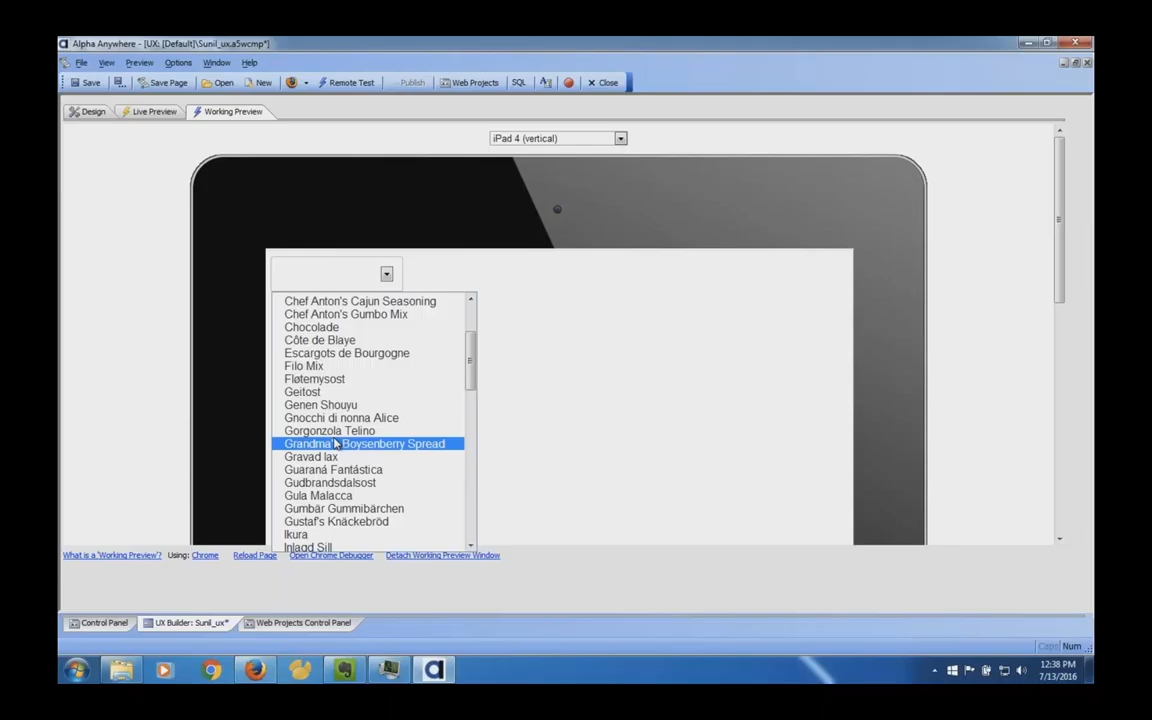 Alpha Anywhere - [UX: [Default]\Sunil_ux.a5wcmp*]
File View Preview Options Window Help
Save Save Page Open New Remote Test Publish Web Projects SQL Close
Design Live Preview Working Preview
iPad 4 (vertical)
Chef Anton's Cajun Seasoning
Chef Anton's Gumbo Mix
Chocolade
Côte de Blaye
Escargots de Bourgogne
Filo Mix
Fløtemysost
Geitost
Genen Shouyu
Gnocchi di nonna Alice
Gorgonzola Telino
Grandma's Boysenberry Spread
Gravad lax
Guaraná Fantástica
Gudbrandsdalsost
Gula Malacca
Gumbär Gummibärchen
Gustaf's Knäckebröd
Ikura
Inlagd Sill
What is a 'Working Preview'? Using: Chrome Reload Page Open Chrome Debugger Detach Working Preview Window
Control Panel UX Builder: Sunil_ux* Web Projects Control Panel
Caps Num
12:38 PM
7/13/2016